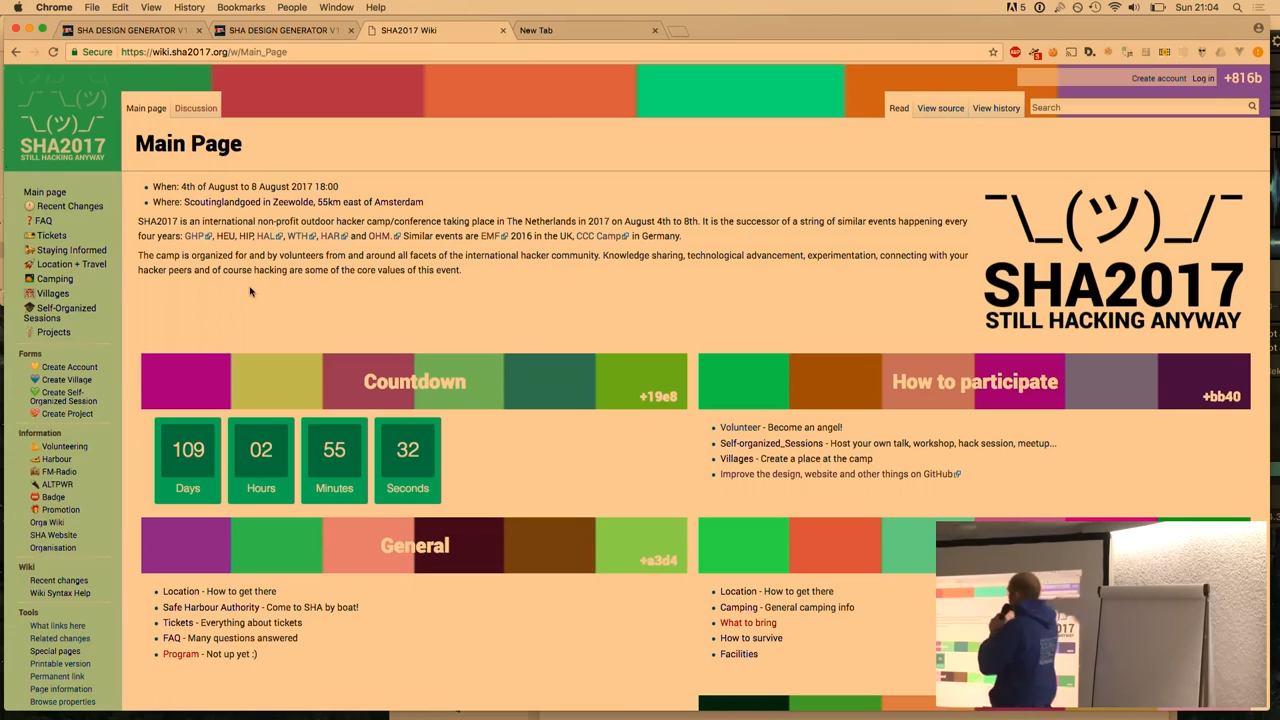 Chrome File Edit View History Bookmarks People Window Help
5 Sun 21:04
SHA DESIGN GENERATOR V1
SHA DESIGN GENERATOR V1
SHA2017 Wiki
New Tab
Secure https://wiki.sha2017.org/w/Main_Page
Create account Log in +816b
Main page Discussion
Read View source View history Search
¯\_(ツ)_/¯
SHA2017
STILL HACKING ANYWAY
Main Page
When: 4th of August to 8 August 2017 18:00
Where: Scoutinglandgoed in Zeewolde, 55km east of Amsterdam
SHA2017 is an international non-profit outdoor hacker camp/conference taking place in The Netherlands in 2017 on August 4th to 8th. It is the successor of a string of similar events happening every
four years: GHP, HEU, HIP, HAL, WTH, HAR and OHM. Similar events are EMF 2016 in the UK, CCC Camp in Germany.
The camp is organized for and by volunteers from and around all facets of the international hacker community. Knowledge sharing, technological advancement, experimentation, connecting with your
hacker peers and of course hacking are some of the core values of this event.
¯\_(ツ)_/¯
SHA2017
STILL HACKING ANYWAY
Main page
Recent Changes
FAQ
Tickets
Staying Informed
Location + Travel
Camping
Villages
Self-Organized
Sessions
Projects
Forms
Create Account
Create Village
Create Self-
Organized Session
Create Project
Information
Volunteering
Harbour
FM-Radio
ALTPWR
Badge
Promotion
Orga Wiki
SHA Website
Organisation
Wiki
Recent changes
Wiki Syntax Help
Tools
What links here
Related changes
Special pages
Printable version
Permanent link
Page information
Browse properties
Countdown
+19e8
109 02 55 32
Days Hours Minutes Seconds
How to participate
+bb40
Volunteer - Become an angel!
Self-organized_Sessions - Host your own talk, workshop, hack session, meetup...
Villages - Create a place at the camp
Improve the design, website and other things on GitHub
General
+a3d4
Location - How to get there
Safe Harbour Authority - Come to SHA by boat!
Tickets - Everything about tickets
FAQ - Many questions answered
Program - Not up yet :)
Location - How to get there
Camping - General camping info
What to bring
How to survive
Facilities